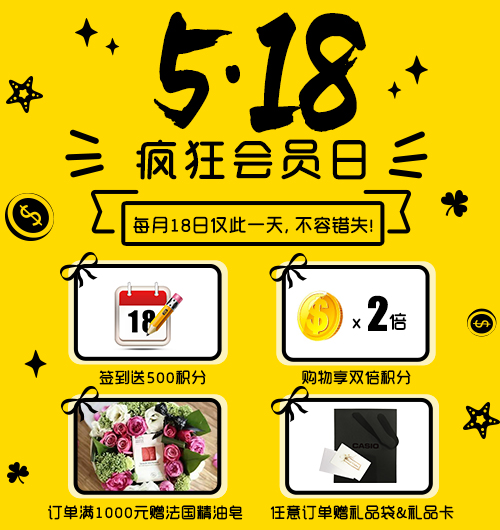 5·18
疯狂会员日
每月18日仅此一天,不容错失!
18
x 2倍
签到送500积分
购物享双倍积分
CASIO
订单满1000元赠法国精油皂
任意订单赠礼品袋&礼品卡